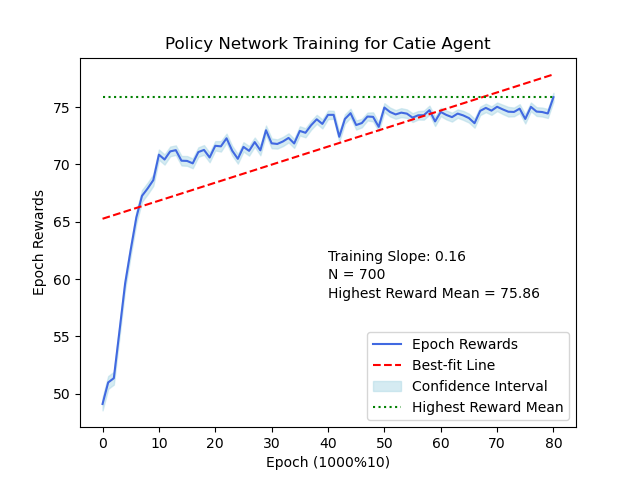 Policy Network Training for Catie Agent
Epoch Rewards
75
70
65
60
55
50
Training Slope: 0.16
N = 700
Highest Reward Mean = 75.86
Epoch Rewards
Best-fit Line
Confidence Interval
Highest Reward Mean
0 10 20 30 40 50 60 70 80
Epoch (1000%10)